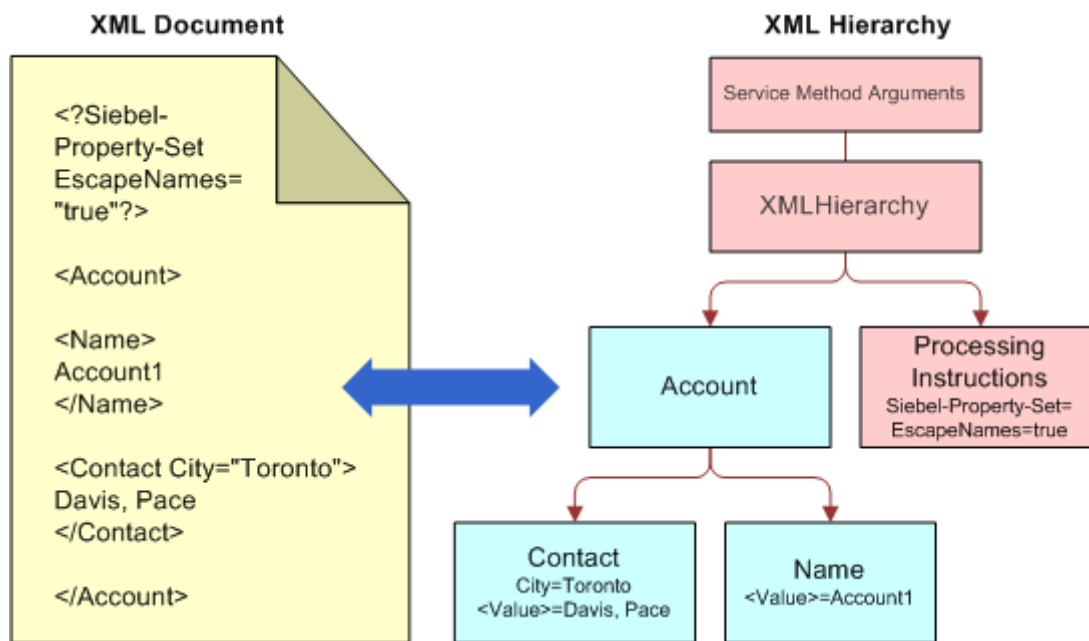 XML Document
<?Siebel-
Property-Set
EscapeNames=
"true"?>
<Account>
<Name>
Account1
</Name>
<Contact City="Toronto">
Davis, Pace
</Contact>
</Account>
XML Hierarchy
Service Method Arguments
XMLHierarchy
Account
Processing
Instructions
Siebel-Property-Set=
EscapeNames=true
Contact
City=Toronto
<Value>=Davis, Pace
Name
<Value>=Account1